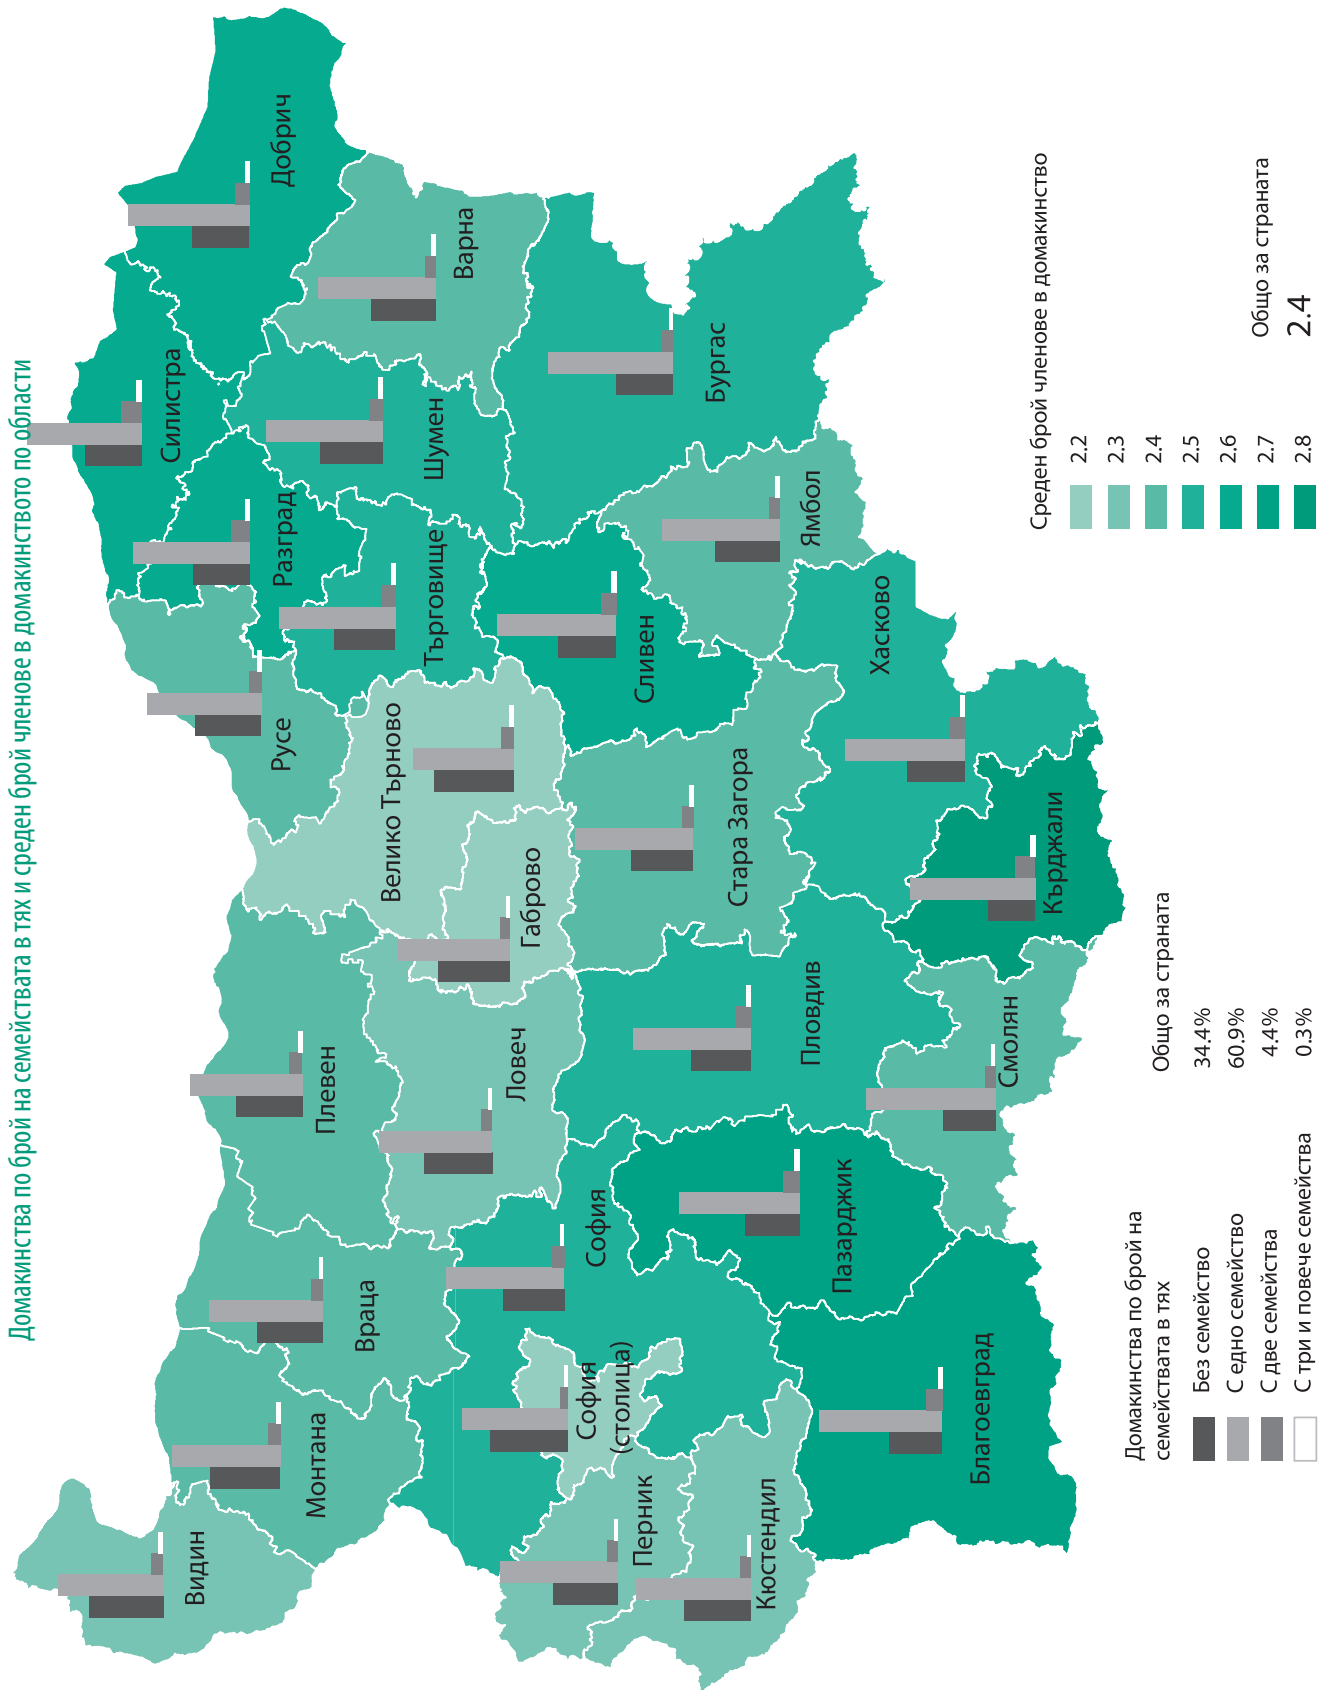 Домакинства по брой на семействата в тях и среден брой членове в домакинството по области
Видин
Монтана
Враца
Плевен
Ловеч
Велико Търново
Габрово
Русе
Разград
Силистра
Добрич
Търговище
Шумен
Варна
Сливен
Бургас
Ямбол
Стара Загора
Хасково
Кърджали
Пловдив
Смолян
Пазарджик
София
София
(столица)
Перник
Кюстендил
Благоевград
Домакинства по брой на
семействата в тях
Общо за страната
Без семейство 34.4%
С едно семейство 60.9%
С две семейства 4.4%
С три и повече семейства 0.3%
Среден брой членове в домакинство
2.2
2.3
2.4
2.5
2.6
2.7
2.8
Общо за страната
2.4